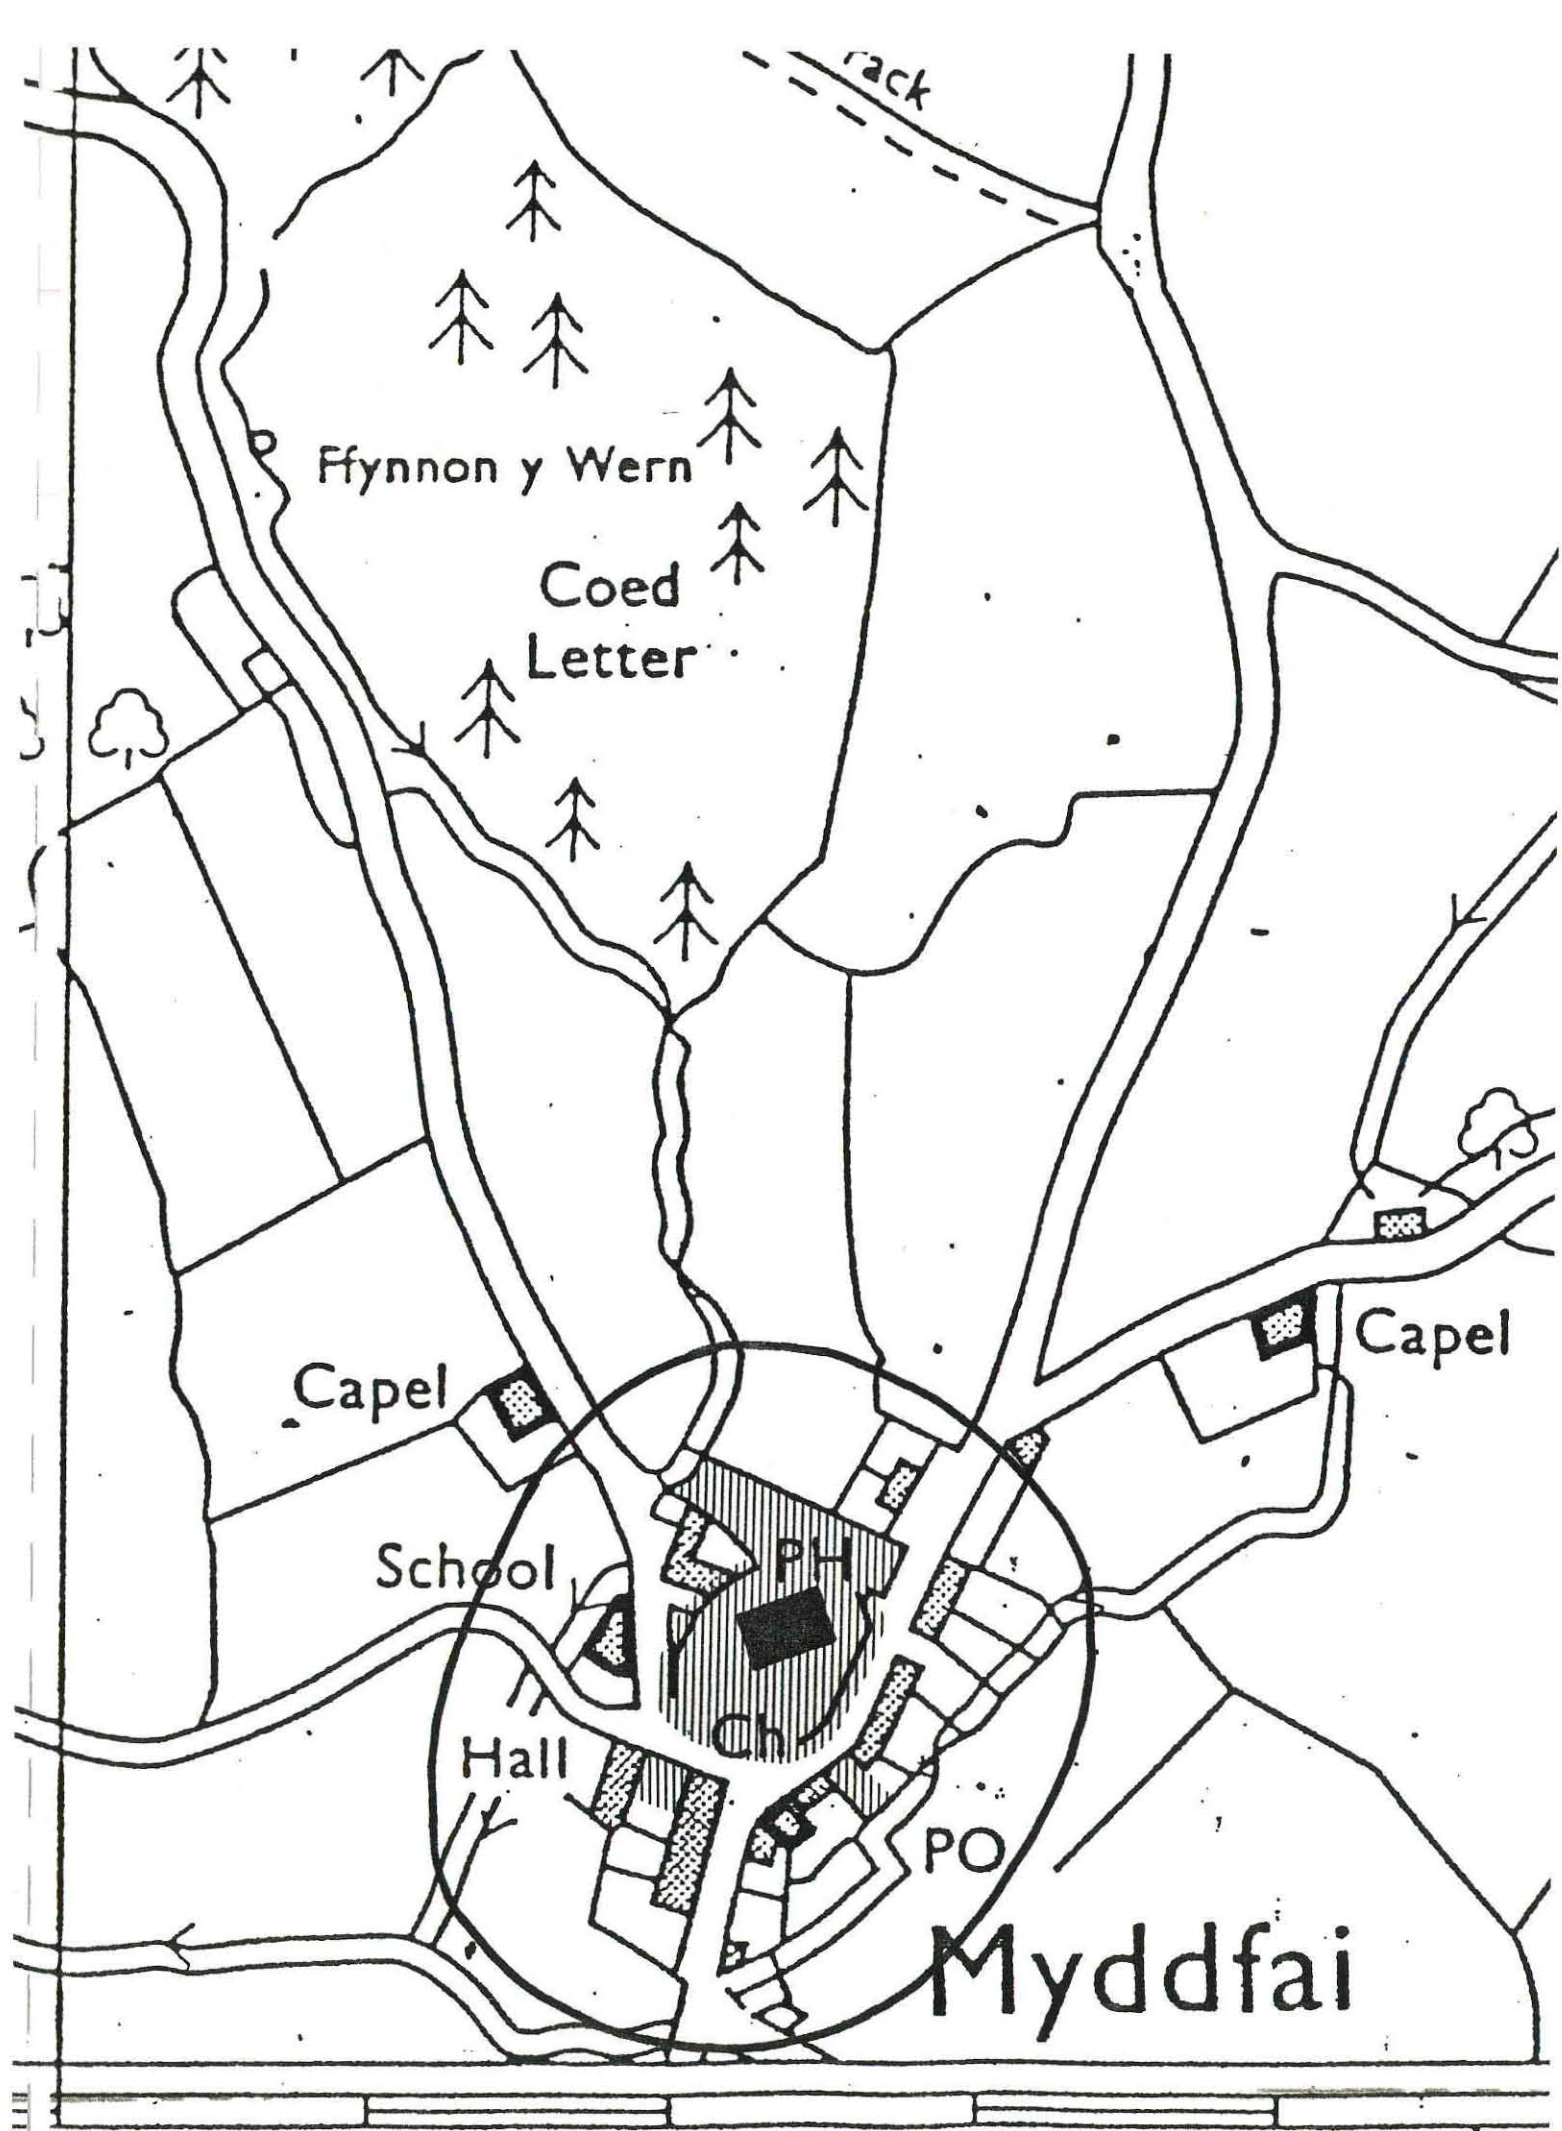 rack
Ffynnon y Wern
Coed
Letter
Capel
Capel
School
PH
Ch
Hall
PO
Myddfai